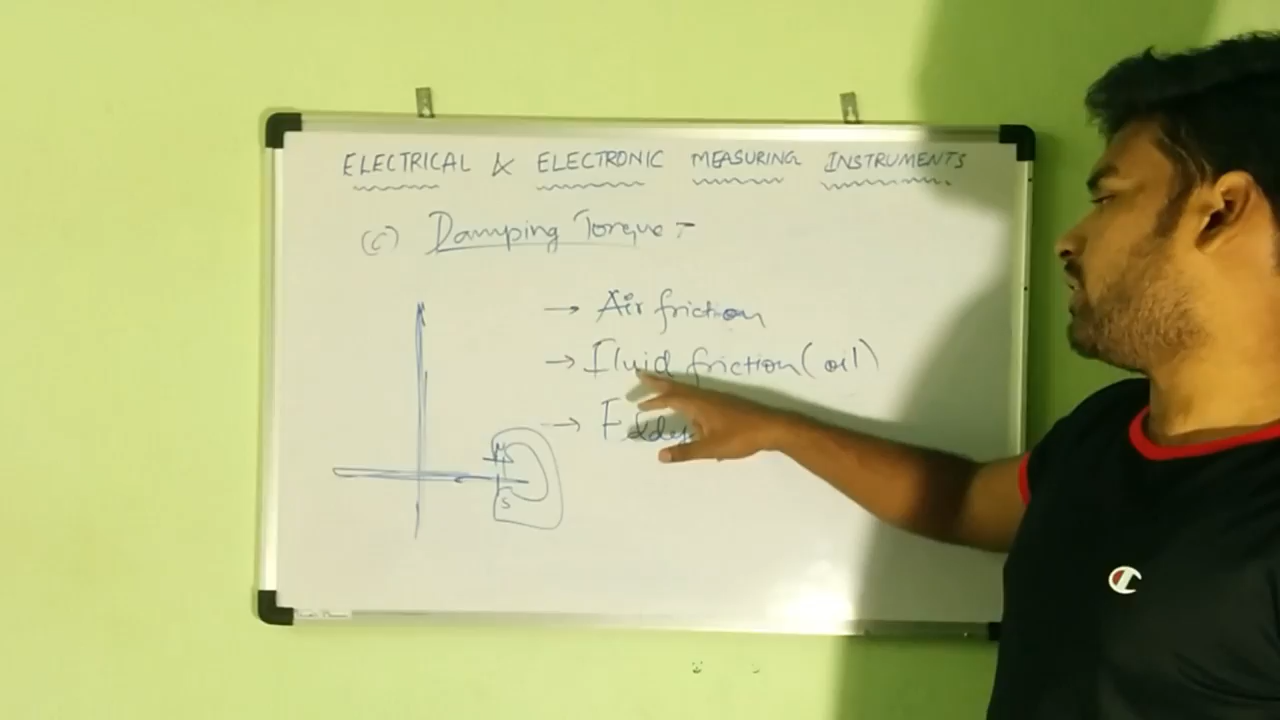 ELECTRICAL & ELECTRONIC MEASURING INSTRUMENTS
(c) Damping Torque :-
→ Air friction
→ Fluid friction (oil)
→ Eddy
N
S
C